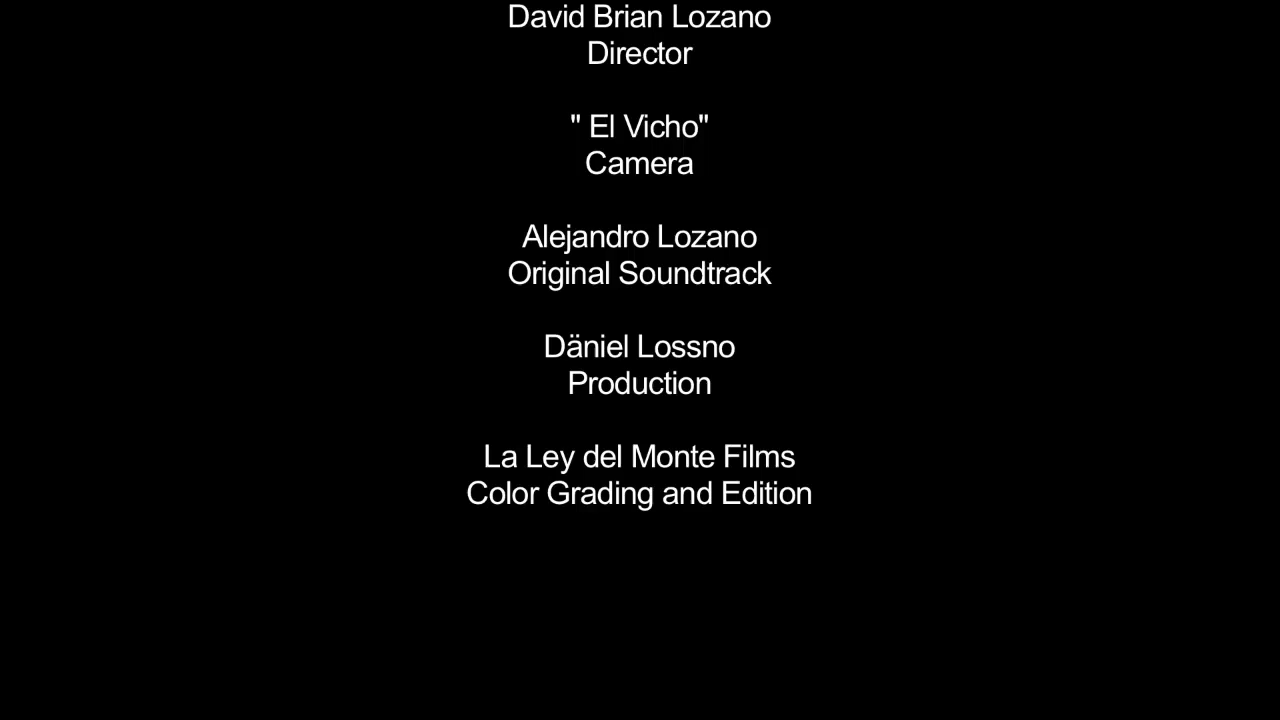 David Brian Lozano
Director
" El Vicho"
Camera
Alejandro Lozano
Original Soundtrack
Däniel Lossno
Production
La Ley del Monte Films
Color Grading and Edition